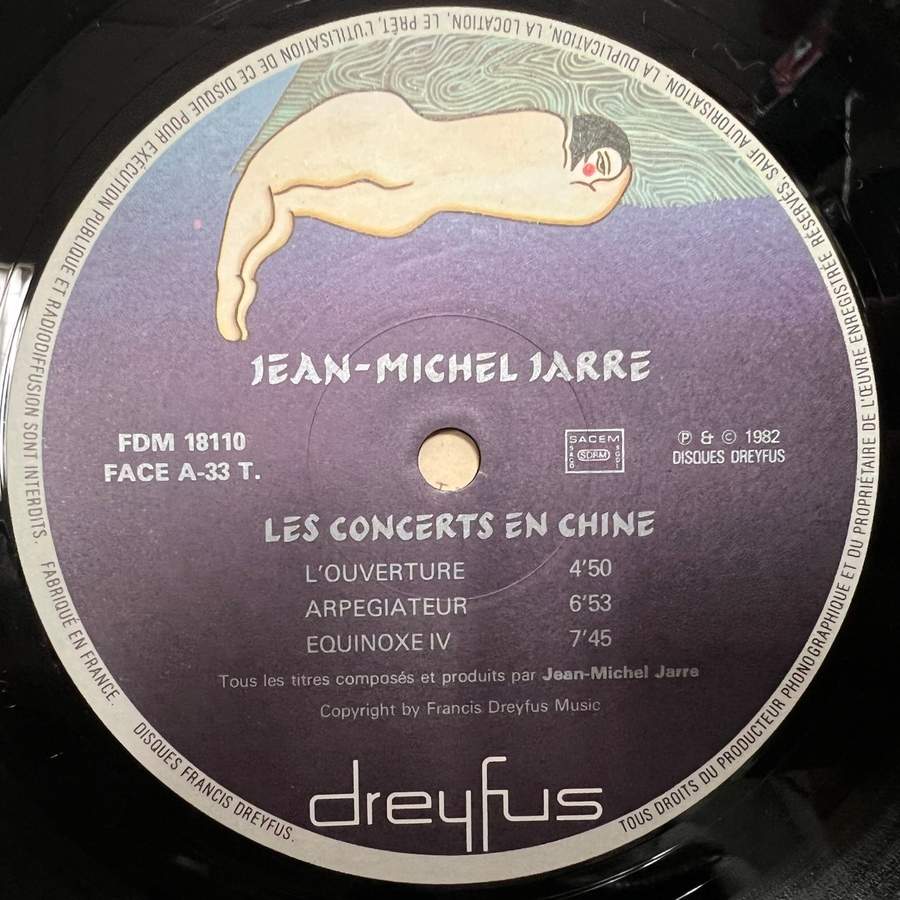 JEAN-MICHEL JARRE
FDM 18110
FACE A-33 T.
SACEM
SACD
SDRM
SGDL
℗ & © 1982
DISQUES DREYFUS
LES CONCERTS EN CHINE
L'OUVERTURE 4'50
ARPEGIATEUR 6'53
EQUINOXE IV 7'45
Tous les titres composés et produits par Jean-Michel Jarre
Copyright by Francis Dreyfus Music
dreyfus
DISQUES FRANCIS DREYFUS. TOUS DROITS DU PRODUCTEUR PHONOGRAPHIQUE ET DU PROPRIÉTAIRE DE L'ŒUVRE ENREGISTRÉE RÉSERVÉS. SAUF AUTORISATION, LA DUPLICATION, LA LOCATION, LE PRÊT, L'UTILISATION DE CE DISQUE POUR EXÉCUTION PUBLIQUE ET RADIODIFFUSION SONT INTERDITS. FABRIQUÉ EN FRANCE.